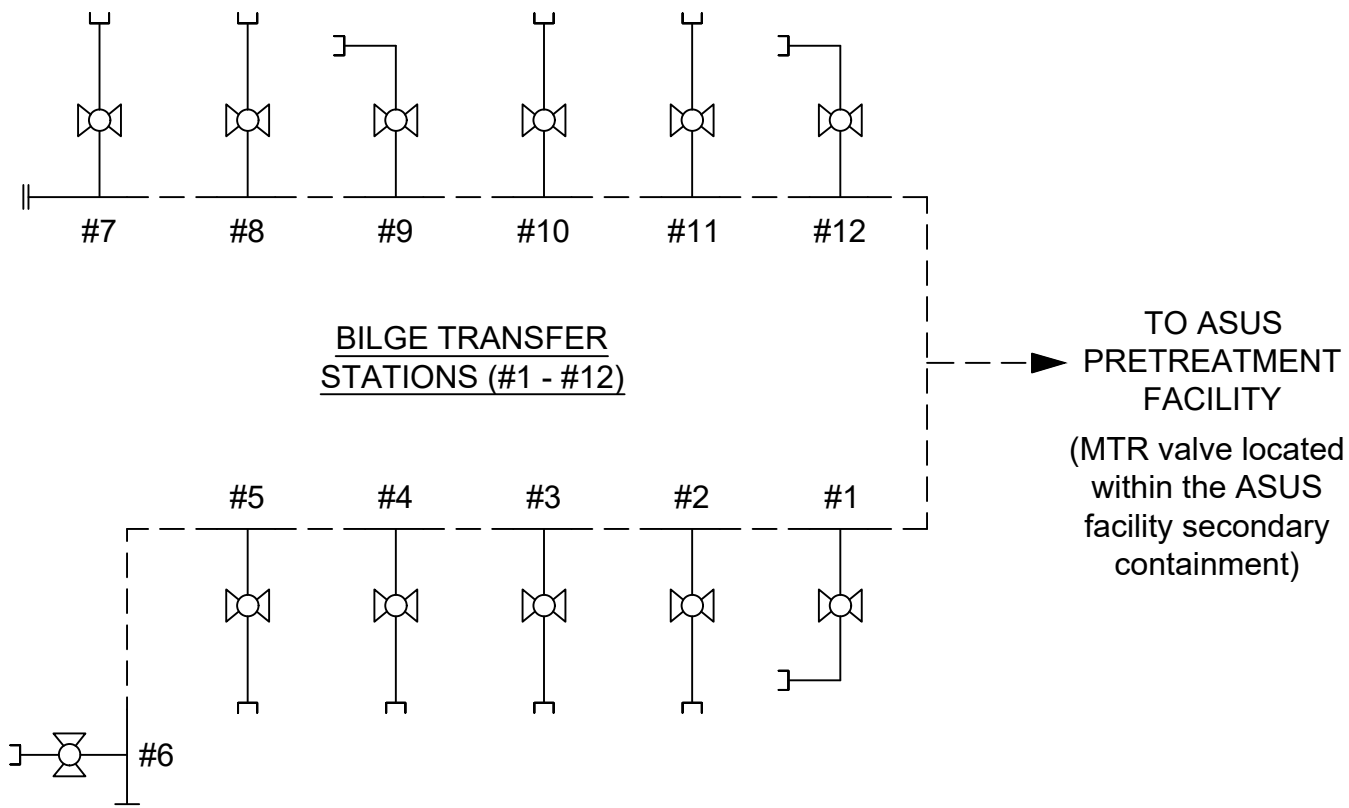 #7
#8
#9
#10
#11
#12
BILGE TRANSFER
STATIONS (#1 - #12)
TO ASUS
PRETREATMENT
FACILITY
(MTR valve located
within the ASUS
facility secondary
containment)
#5
#4
#3
#2
#1
#6